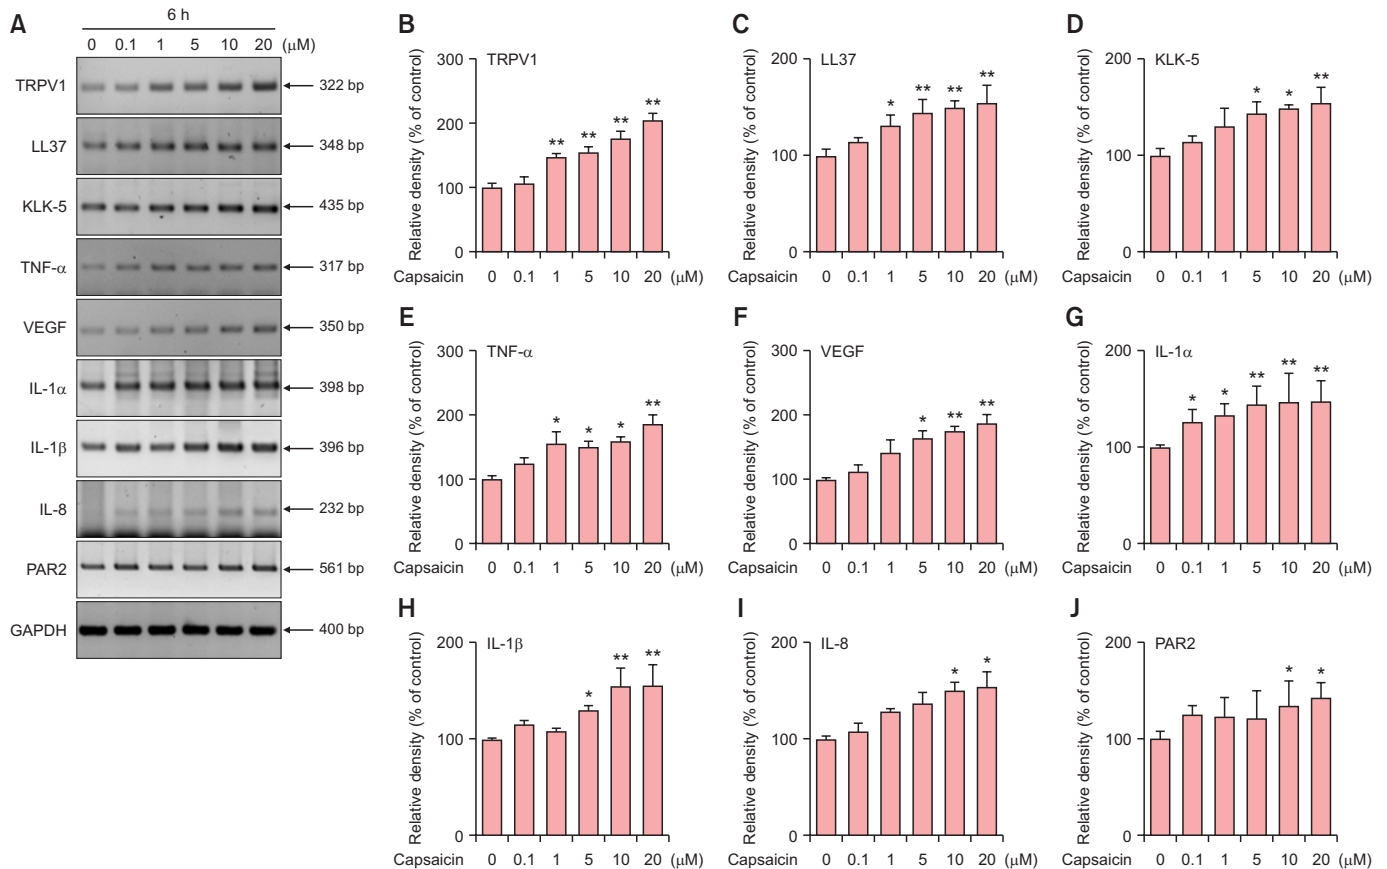 A
6 h
0 0.1 1 5 10 20 (μM)
TRPV1 322 bp
LL37 348 bp
KLK-5 435 bp
TNF-α 317 bp
VEGF 350 bp
IL-1α 398 bp
IL-1β 396 bp
IL-8 232 bp
PAR2 561 bp
GAPDH 400 bp
B
TRPV1
Relative density (% of control)
300
200
100
0
** ** ** **
Capsaicin 0 0.1 1 5 10 20 (μM)
C
LL37
Relative density (% of control)
200
100
0
* ** ** **
Capsaicin 0 0.1 1 5 10 20 (μM)
D
KLK-5
Relative density (% of control)
200
100
0
* * **
Capsaicin 0 0.1 1 5 10 20 (μM)
E
TNF-α
Relative density (% of control)
300
200
100
0
* * * **
Capsaicin 0 0.1 1 5 10 20 (μM)
F
VEGF
Relative density (% of control)
300
200
100
0
* ** **
Capsaicin 0 0.1 1 5 10 20 (μM)
G
IL-1α
Relative density (% of control)
200
100
0
* * ** ** **
Capsaicin 0 0.1 1 5 10 20 (μM)
H
IL-1β
Relative density (% of control)
200
100
0
* ** **
Capsaicin 0 0.1 1 5 10 20 (μM)
I
IL-8
Relative density (% of control)
200
100
0
* *
Capsaicin 0 0.1 1 5 10 20 (μM)
J
PAR2
Relative density (% of control)
200
100
0
* *
Capsaicin 0 0.1 1 5 10 20 (μM)